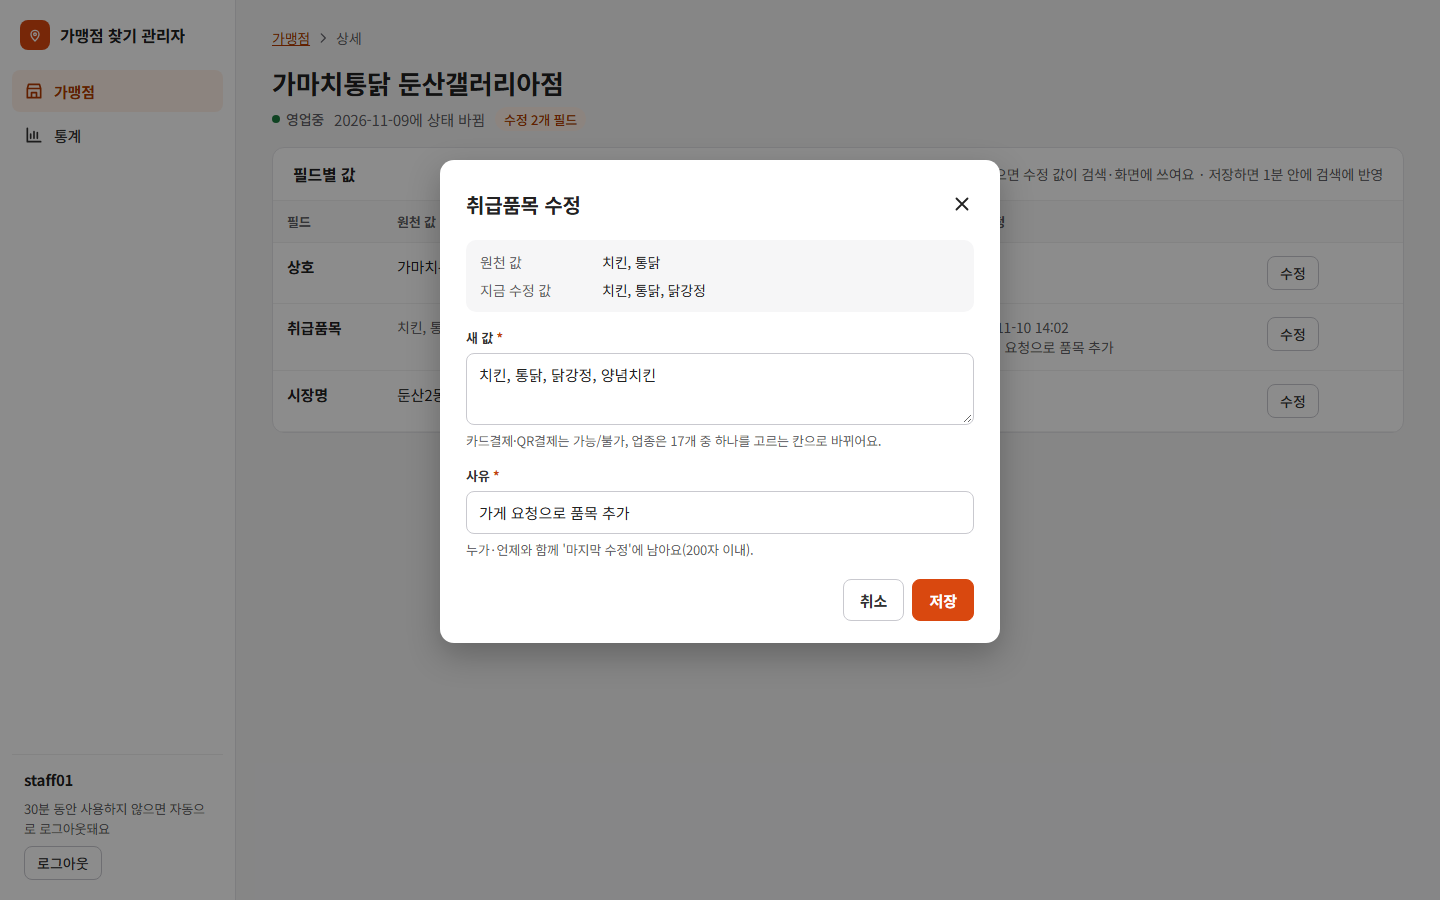 가맹점 찾기 관리자
가맹점
통계
staff01
30분 동안 사용하지 않으면 자동으
로 로그아웃돼요
로그아웃
가맹점 > 상세
가마치통닭 둔산갤러리아점
영업중 2026-11-09에 상태 바뀜 수정 2개 필드
필드별 값
으면 수정 값이 검색·화면에 쓰여요 · 저장하면 1분 안에 검색에 반영
필드 원천 값
상호 가마치
수정
취급품목 치킨, 통
11-10 14:02
요청으로 품목 추가
수정
시장명 둔산2동
수정
취급품목 수정
원천 값 치킨, 통닭
지금 수정 값 치킨, 통닭, 닭강정
새 값 *
치킨, 통닭, 닭강정, 양념치킨
카드결제·QR결제는 가능/불가, 업종은 17개 중 하나를 고르는 칸으로 바뀌어요.
사유 *
가게 요청으로 품목 추가
누가·언제와 함께 '마지막 수정'에 남아요(200자 이내).
취소 저장